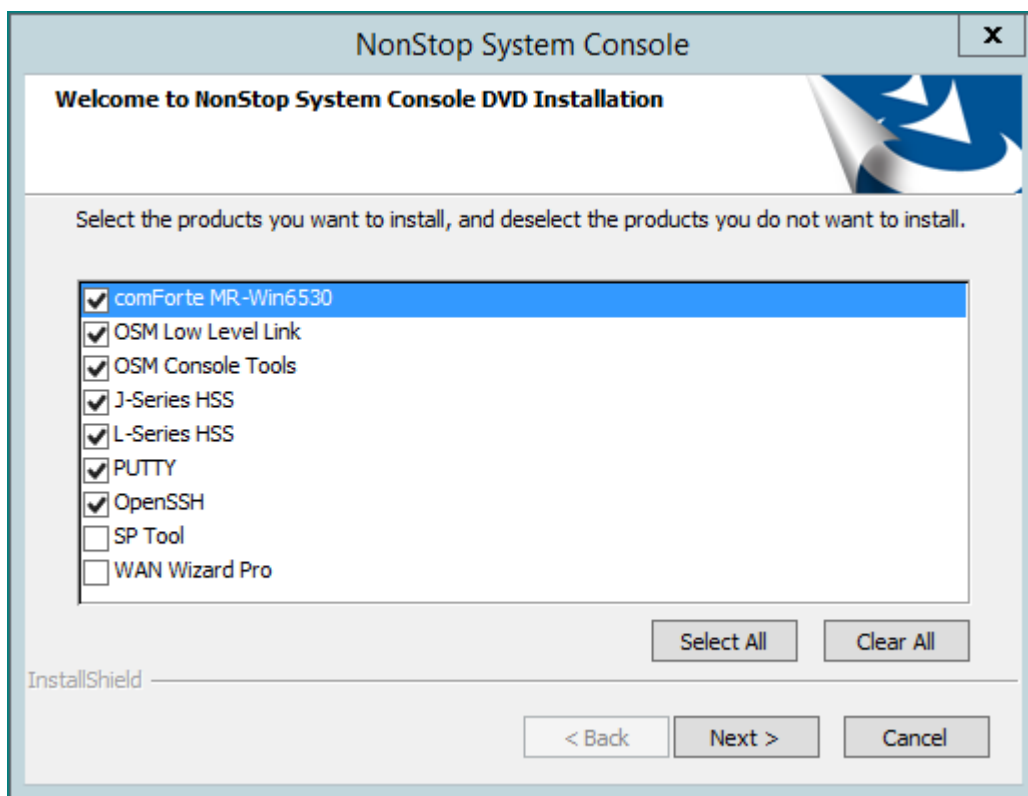 NonStop System Console
x
Welcome to NonStop System Console DVD Installation
Select the products you want to install, and deselect the products you do not want to install.
comForte MR-Win6530
OSM Low Level Link
OSM Console Tools
J-Series HSS
L-Series HSS
PUTTY
OpenSSH
SP Tool
WAN Wizard Pro
Select All Clear All
InstallShield
< Back Next > Cancel